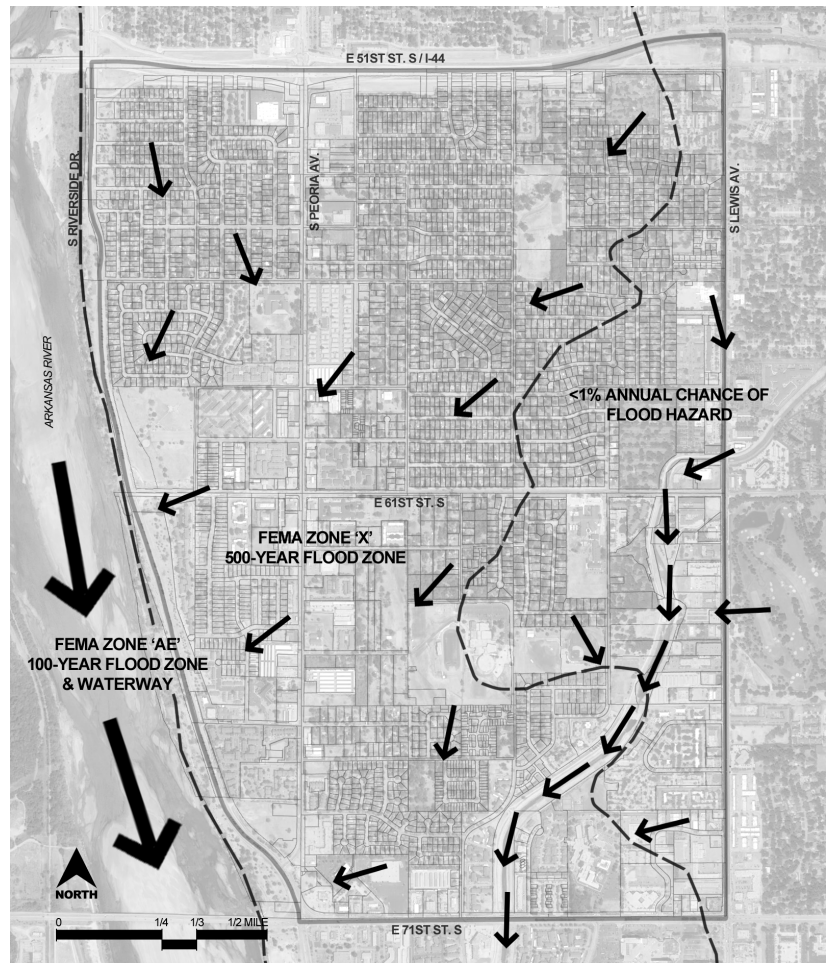 E 51ST ST. S / I-44
S RIVERSIDE DR.
S PEORIA AV.
S LEWIS AV.
ARKANSAS RIVER
<1% ANNUAL CHANCE OF
FLOOD HAZARD
E 61ST ST. S
FEMA ZONE ‘X’
500-YEAR FLOOD ZONE
FEMA ZONE ‘AE’
100-YEAR FLOOD ZONE
& WATERWAY
NORTH
0 1/4 1/3 1/2 MILE
E 71ST ST. S